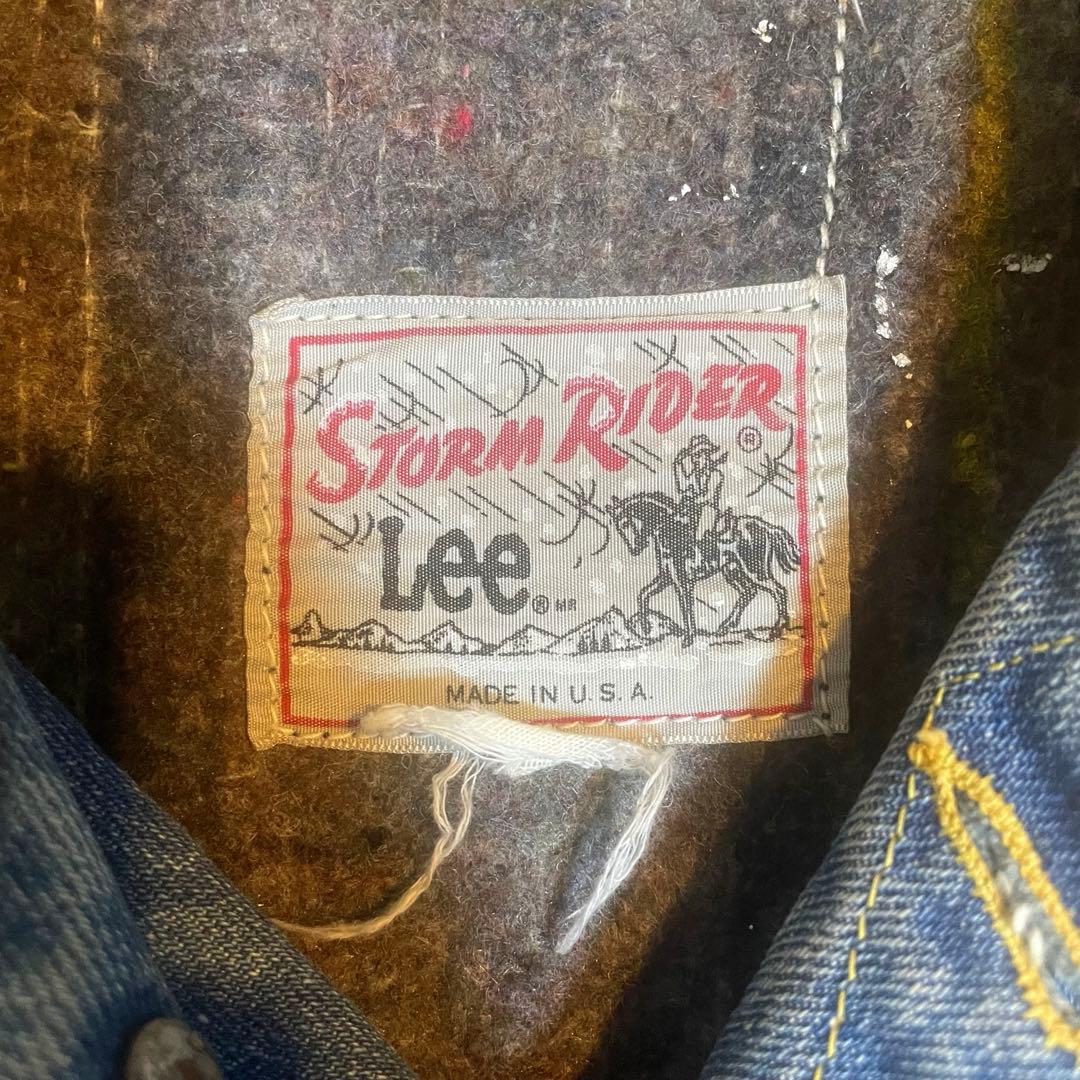 STORM RIDER ®
Lee ® MR
MADE IN U.S.A.